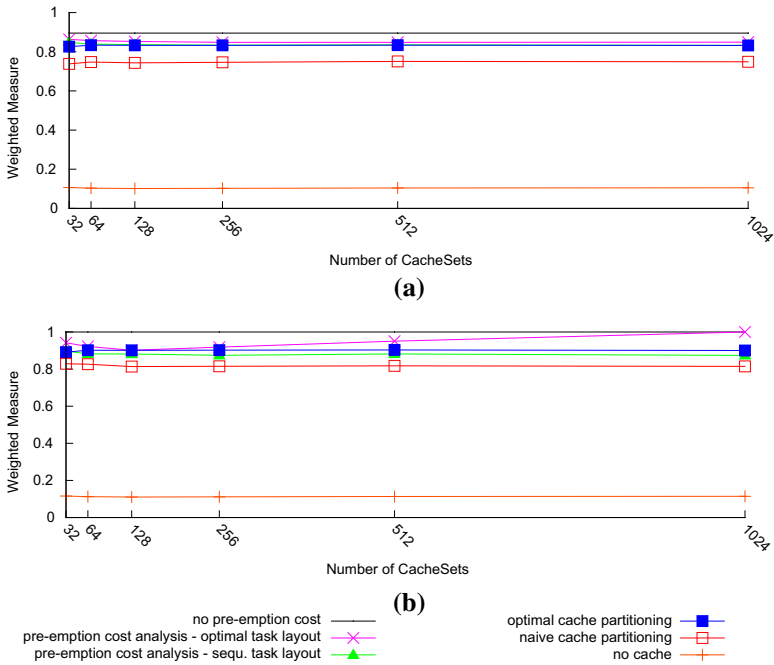 1
0.8
0.6
0.4
0.2
0
Weighted Measure
32
64
128
256
512
1024
Number of CacheSets
(a)
1
0.8
0.6
0.4
0.2
0
Weighted Measure
32
64
128
256
512
1024
Number of CacheSets
(b)
no pre-emption cost
pre-emption cost analysis - optimal task layout
pre-emption cost analysis - sequ. task layout
optimal cache partitioning
naive cache partitioning
no cache